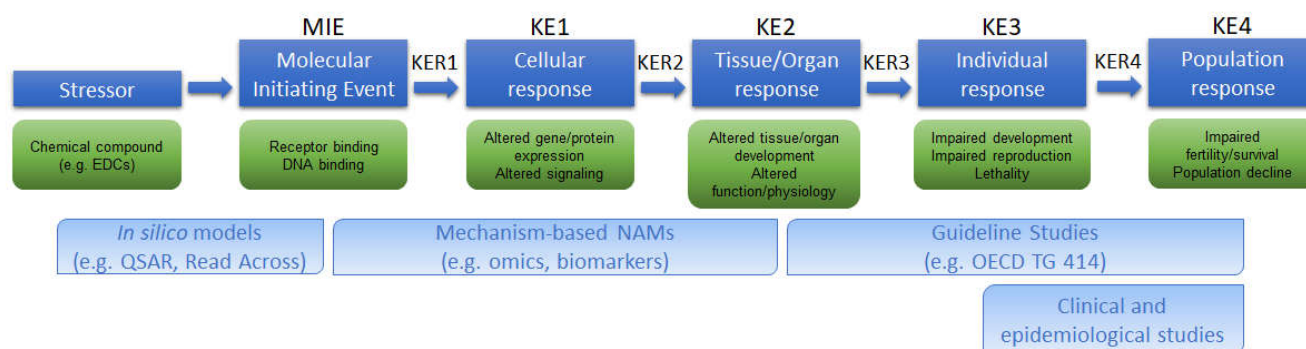 MIE
KE1
KE2
KE3
KE4
Stressor
Molecular
Initiating Event
KER1
Cellular
response
KER2
Tissue/Organ
response
KER3
Individual
response
KER4
Population
response
Chemical compound
(e.g. EDCs)
Receptor binding
DNA binding
Altered gene/protein
expression
Altered signaling
Altered tissue/organ
development
Altered
function/physiology
Impaired development
Impaired reproduction
Lethality
Impaired
fertility/survival
Population decline
In silico models
(e.g. QSAR, Read Across)
Mechanism-based NAMs
(e.g. omics, biomarkers)
Guideline Studies
(e.g. OECD TG 414)
Clinical and
epidemiological studies